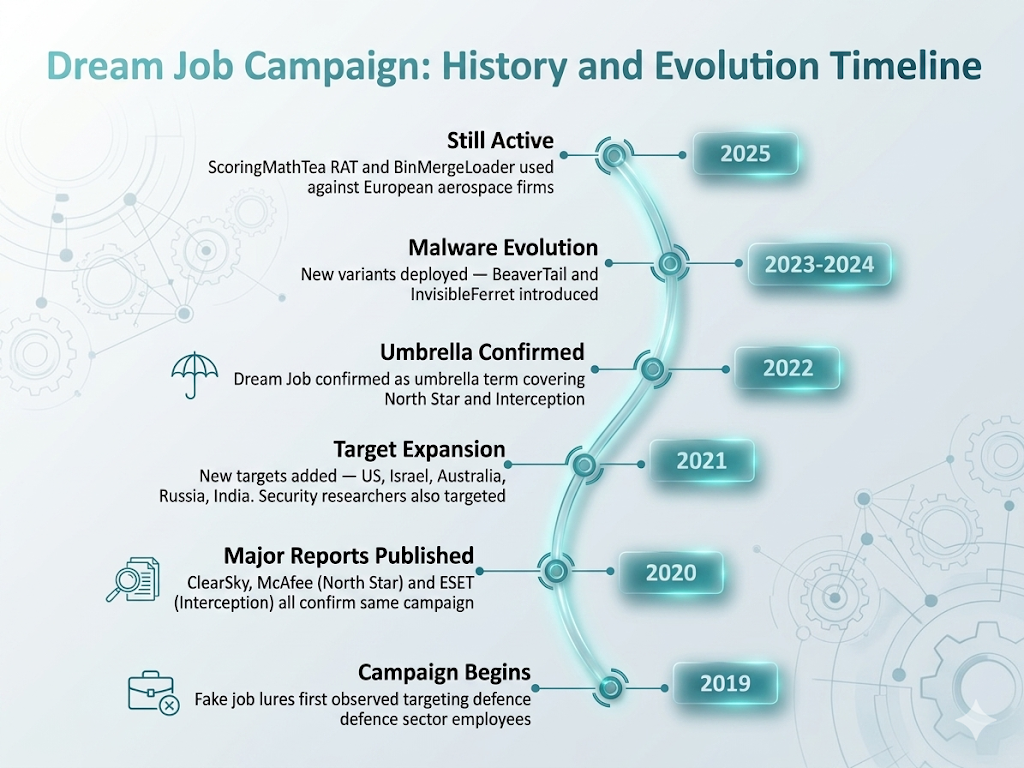 Dream Job Campaign: History and Evolution Timeline
Still Active
ScoringMathTea RAT and BinMergeLoader used
against European aerospace firms
2025
Malware Evolution
New variants deployed — BeaverTail and
InvisibleFerret introduced
2023-2024
Umbrella Confirmed
Dream Job confirmed as umbrella term covering
North Star and Interception
2022
Target Expansion
New targets added — US, Israel, Australia,
Russia, India. Security researchers also targeted
2021
Major Reports Published
ClearSky, McAfee (North Star) and ESET
(Interception) all confirm same campaign
2020
Campaign Begins
Fake job lures first observed targeting defence
defence sector employees
2019